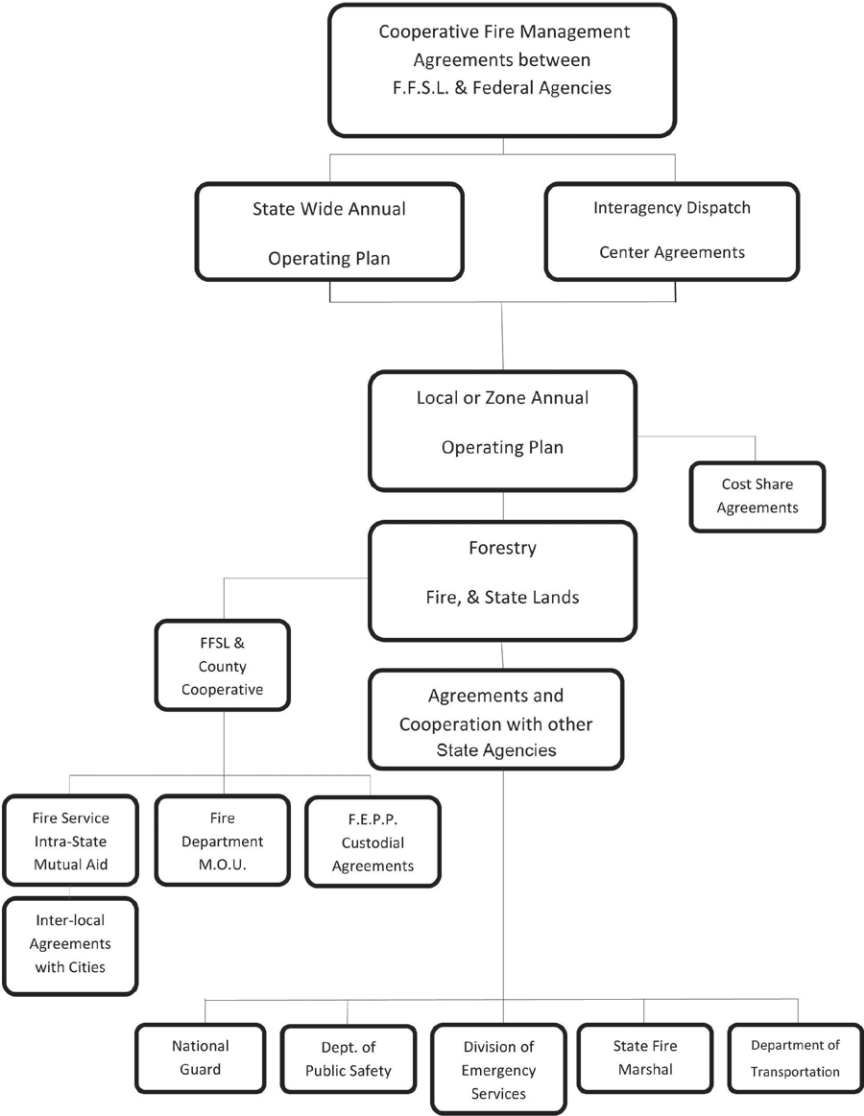 Cooperative Fire Management
Agreements between
F.F.S.L. & Federal Agencies
State Wide Annual
Operating Plan
Interagency Dispatch
Center Agreements
Local or Zone Annual
Operating Plan
Cost Share
Agreements
Forestry
Fire, & State Lands
FFSL &
County
Cooperative
Agreements and
Cooperation with other
State Agencies
Fire Service
Intra-State
Mutual Aid
Fire
Department
M.O.U.
F.E.P.P.
Custodial
Agreements
Inter-local
Agreements
with Cities
National
Guard
Dept. of
Public Safety
Division of
Emergency
Services
State Fire
Marshal
Department of
Transportation